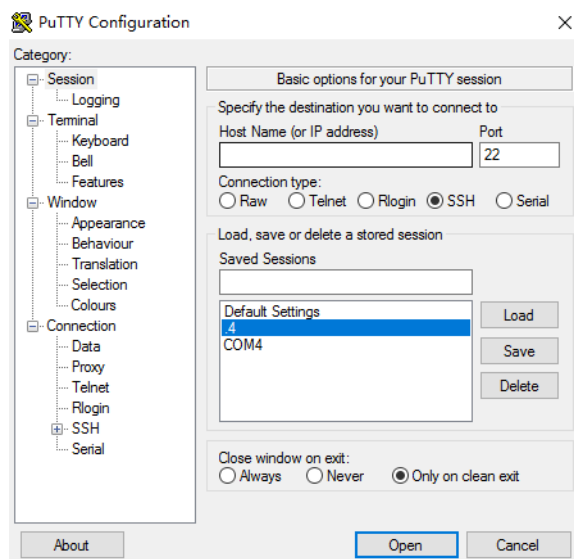 PuTTY Configuration
Category:
Session
Logging
Terminal
Keyboard
Bell
Features
Window
Appearance
Behaviour
Translation
Selection
Colours
Connection
Data
Proxy
Telnet
Rlogin
SSH
Serial
Basic options for your PuTTY session
Specify the destination you want to connect to
Host Name (or IP address) Port
22
Connection type:
Raw Telnet Rlogin SSH Serial
Load, save or delete a stored session
Saved Sessions
Default Settings
.4
COM4
Load
Save
Delete
Close window on exit:
Always Never Only on clean exit
About Open Cancel